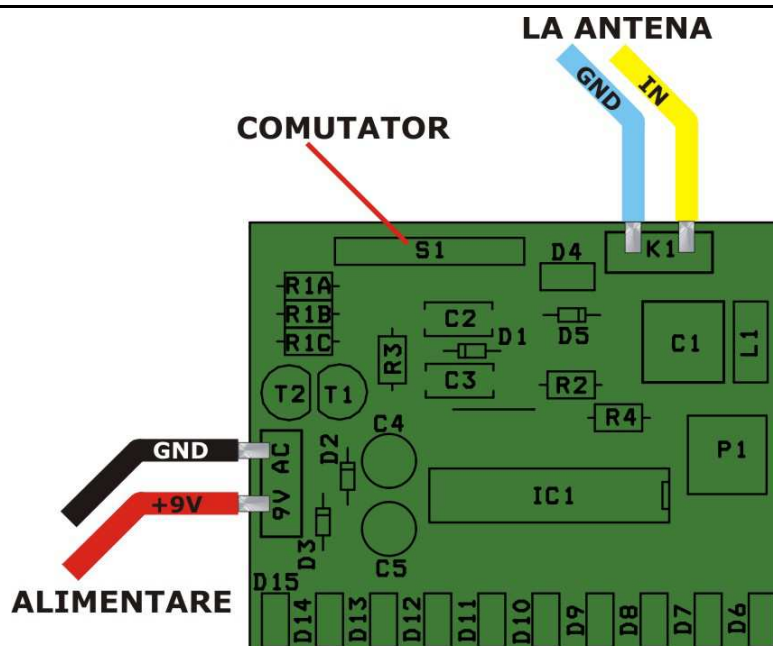 LA ANTENA
GND
IN
COMUTATOR
S1
D4
K1
R1A
R1B
R1C
C2
D1
D5
C1
L1
R3
C3
R2
T2
T1
R4
C4
P1
GND
9V AC
D2
+9V
IC1
D3
C5
D15
ALIMENTARE
D14
D13
D12
D11
D10
D9
D8
D7
D6